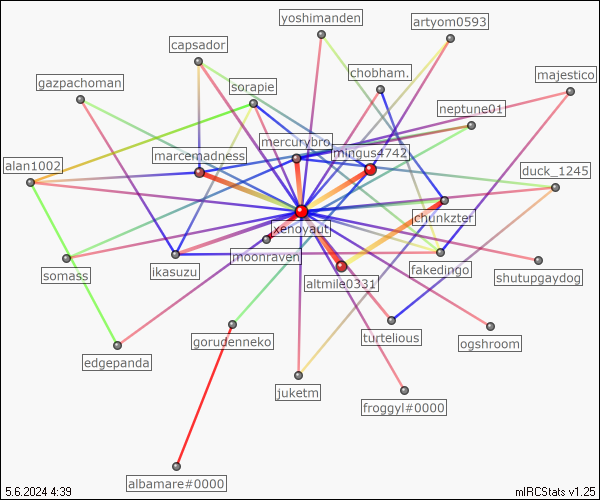 yoshimanden
artyom0593
capsador
chobham.
majestico
gazpachoman
sorapie
neptune01
mercurybro
mingus4742
marcemadness
alan1002
duck_1245
chunkzter
xenoyaut
moonraven
somass
ikasuzu
fakedingo
shutupgaydog
altmile0331
gorudenneko
turtelious
ogshroom
edgepanda
juketm
froggyl#0000
albamare#0000
5.6.2024 4:39
mIRCStats v1.25